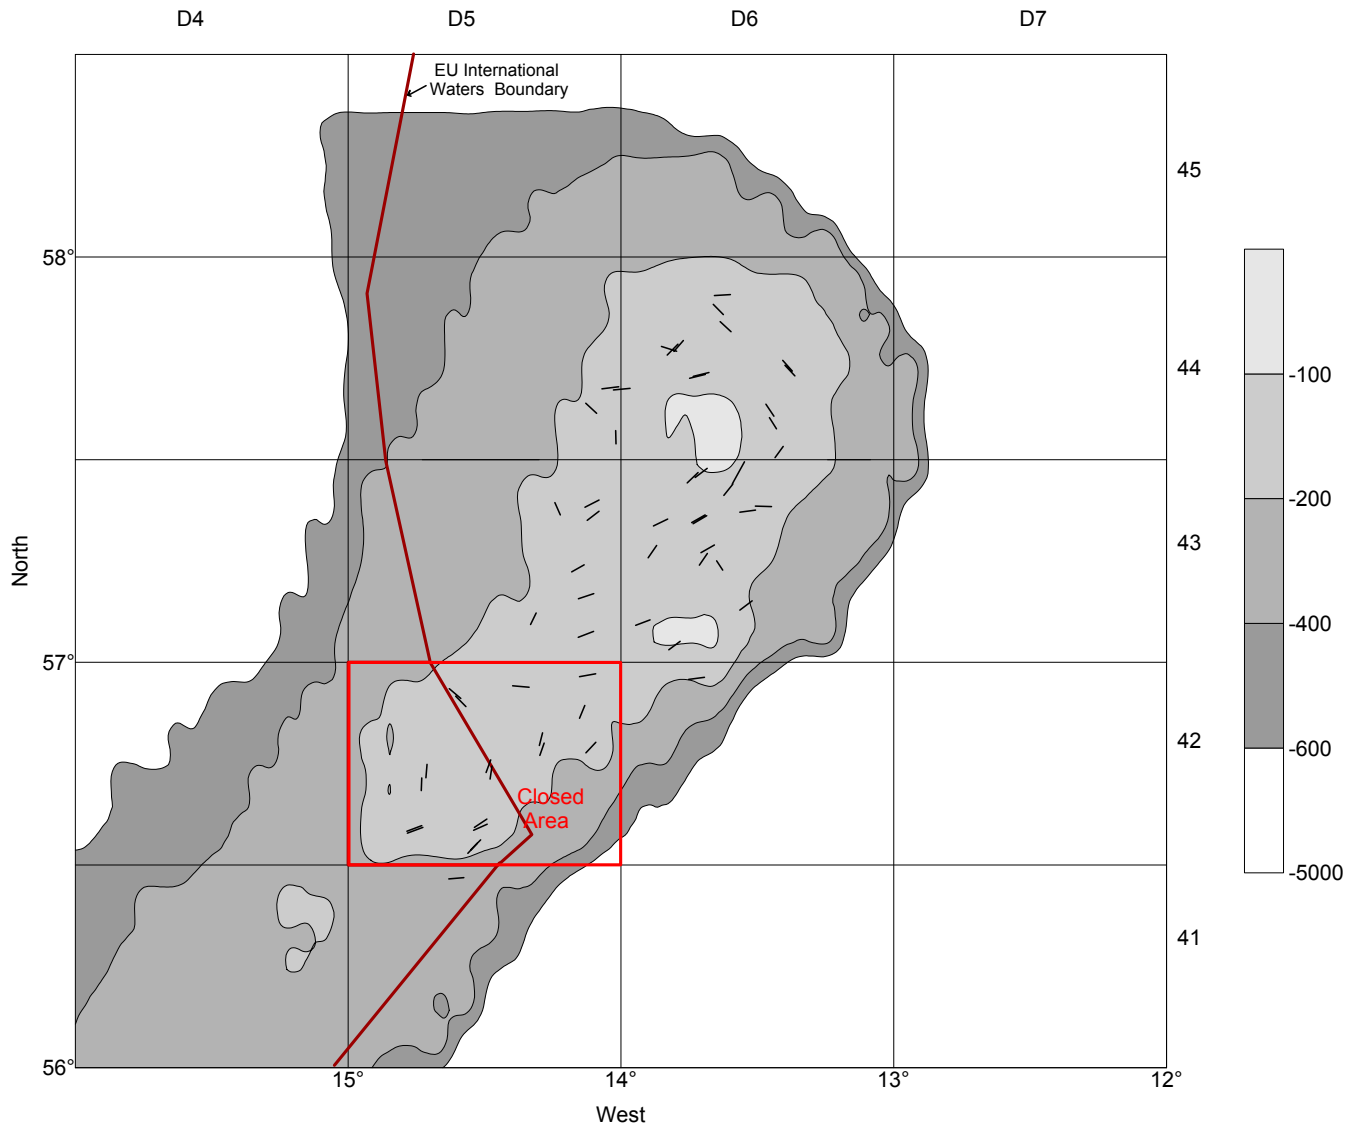 D4 D5 D6 D7
EU International
Waters Boundary
45
58°
44
-100
-200
43
North
-400
57°
-600
42
Closed
Area
-5000
41
56°
15° 14° 13° 12°
West